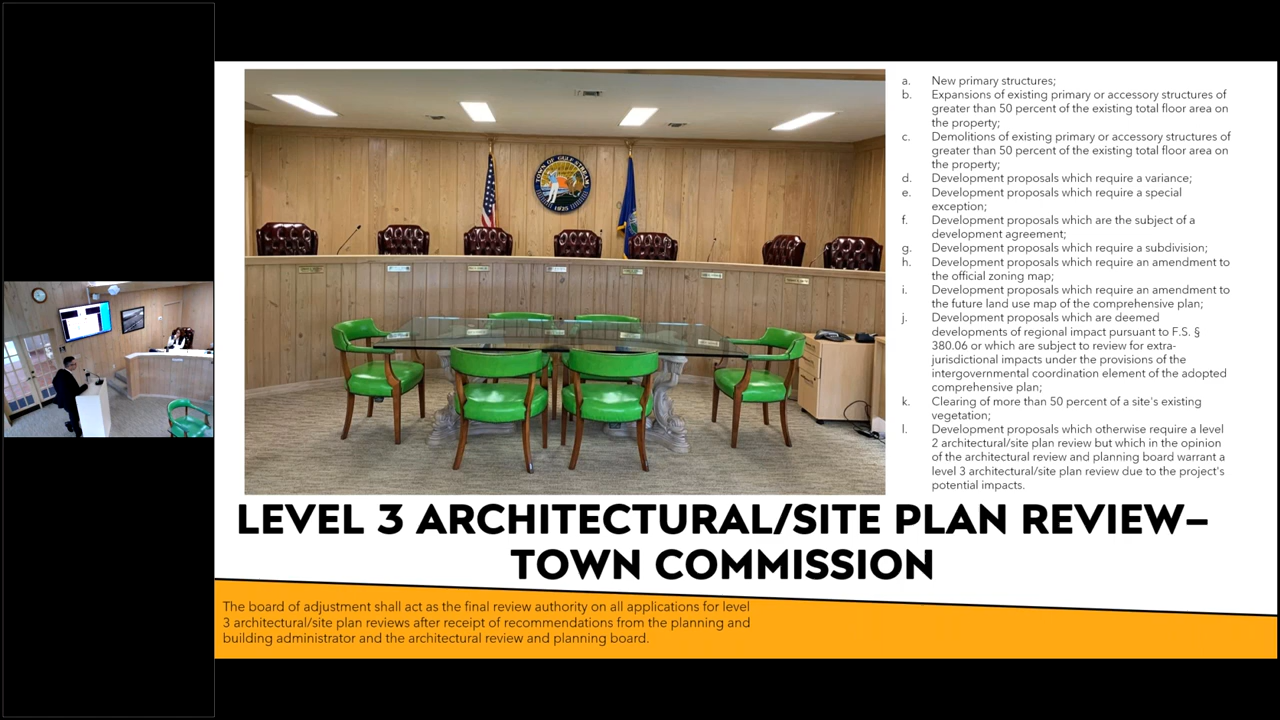 TOWN OF GULF STREAM
1925
a. New primary structures;
b. Expansions of existing primary or accessory structures of
greater than 50 percent of the existing total floor area on
the property;
c. Demolitions of existing primary or accessory structures of
greater than 50 percent of the existing total floor area on
the property;
d. Development proposals which require a variance;
e. Development proposals which require a special
exception;
f. Development proposals which are the subject of a
development agreement;
g. Development proposals which require a subdivision;
h. Development proposals which require an amendment to
the official zoning map;
i. Development proposals which require an amendment to
the future land use map of the comprehensive plan;
j. Development proposals which are deemed
developments of regional impact pursuant to F.S. §
380.06 or which are subject to review for extra-
jurisdictional impacts under the provisions of the
intergovernmental coordination element of the adopted
comprehensive plan;
k. Clearing of more than 50 percent of a site's existing
vegetation;
l. Development proposals which otherwise require a level
2 architectural/site plan review but which in the opinion
of the architectural review and planning board warrant a
level 3 architectural/site plan review due to the project's
potential impacts.
LEVEL 3 ARCHITECTURAL/SITE PLAN REVIEW–
TOWN COMMISSION
The board of adjustment shall act as the final review authority on all applications for level
3 architectural/site plan reviews after receipt of recommendations from the planning and
building administrator and the architectural review and planning board.